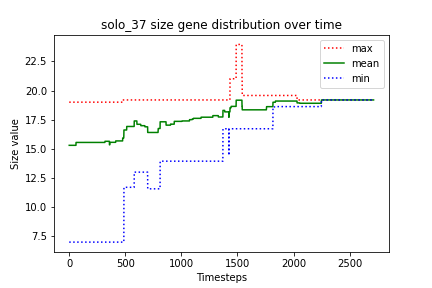 solo_37 size gene distribution over time
max
mean
min
Size value
22.5
20.0
17.5
15.0
12.5
10.0
7.5
0
500
1000
1500
2000
2500
Timesteps